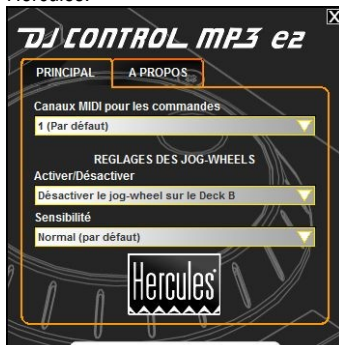 Hercules.
X
DJ CONTROL MP3 e2
PRINCIPAL A PROPOS
Canaux MIDI pour les commandes
1 (Par défaut)
REGLAGES DES JOG-WHEELS
Activer/Désactiver
Désactiver le jog-wheel sur le Deck B
Sensibilité
Normal (par défaut)
Hercules